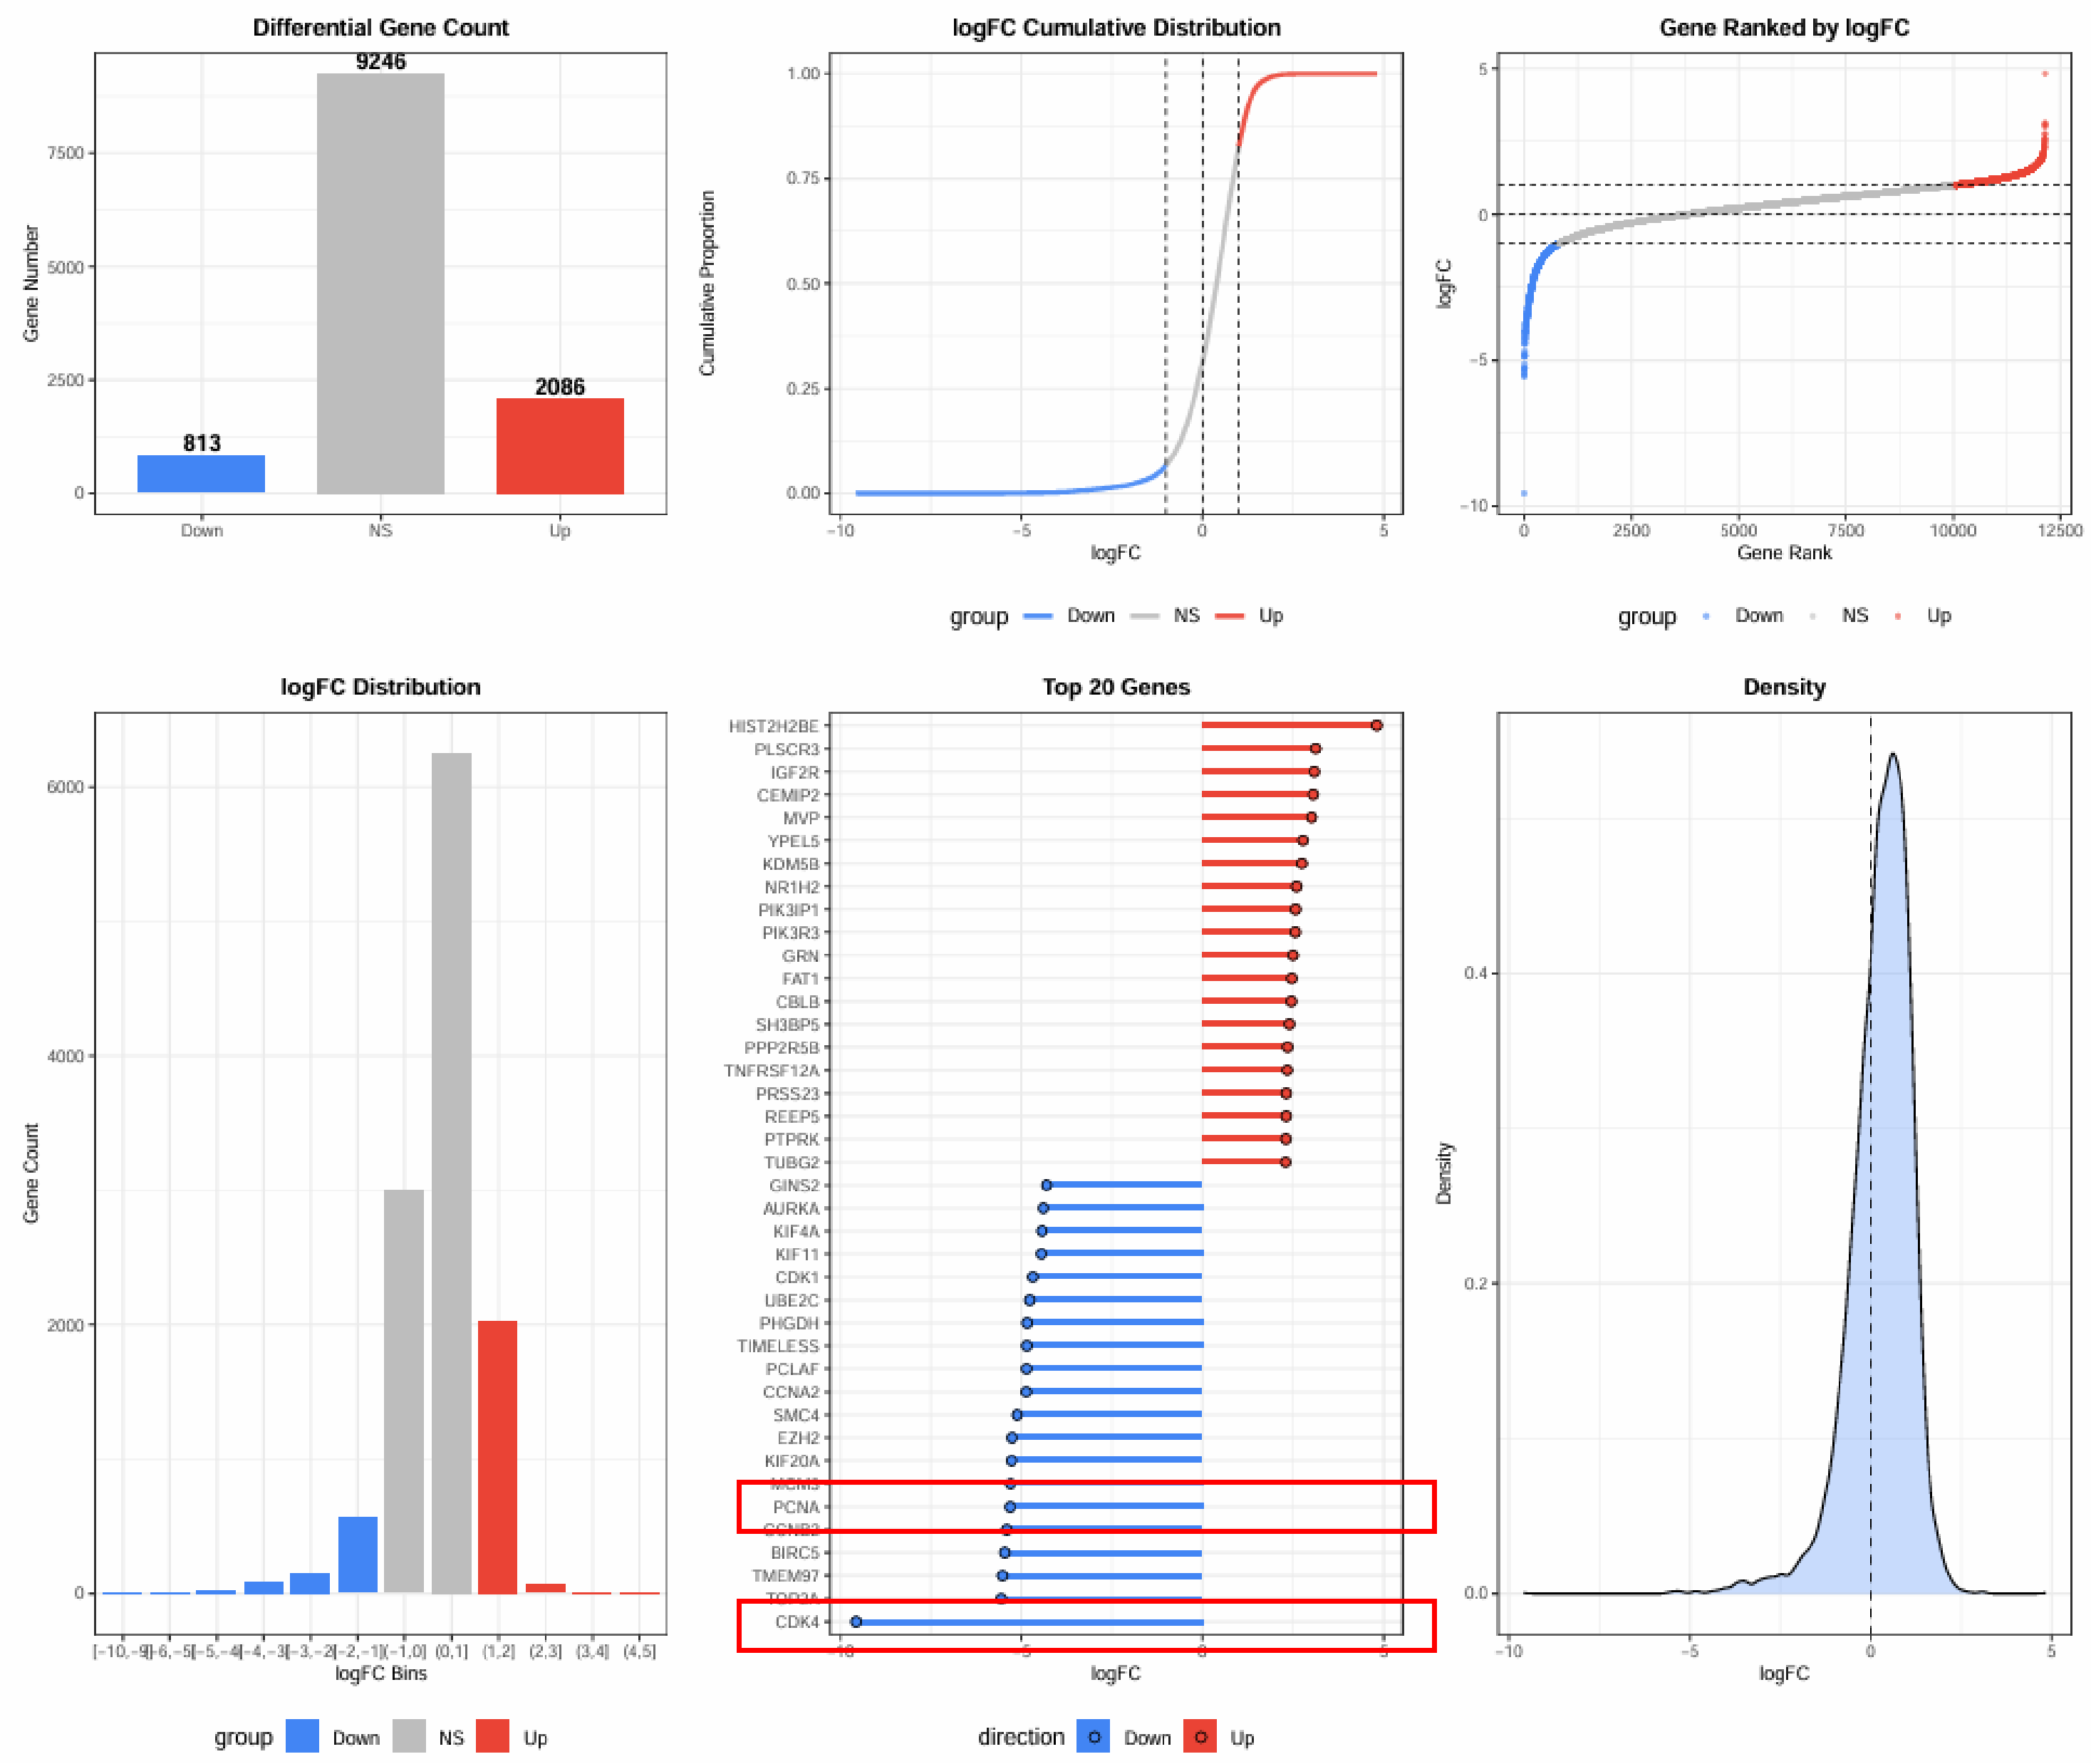 Differential Gene Count
9246
2086
813
7500
5000
2500
0
Gene Number
Down
NS
Up
logFC Cumulative Distribution
1.00
0.75
0.50
0.25
0.00
Cumulative Proportion
−10
−5
0
5
logFC
group
Down
NS
Up
Gene Ranked by logFC
5
0
−5
−10
logFC
0
2500
5000
7500
10000
12500
Gene Rank
group
Down
NS
Up
logFC Distribution
6000
4000
2000
0
Gene Count
[−10,−9]
(−6,−5]
(−5,−4]
(−4,−3]
(−3,−2]
(−2,−1]
(−1,0]
(0,1]
(1,2]
(2,3]
(3,4]
(4,5]
logFC Bins
group
Down
NS
Up
Top 20 Genes
HIST2H2BE
PLSCR3
IGF2R
CEMIP2
MVP
YPEL5
KDM5B
NR1H2
PIK3IP1
PIK3R3
GRN
FAT1
CBLB
SH3BP5
PPP2R5B
TNFRSF12A
PRSS23
REEP5
PTPRK
TUBG2
GINS2
AURKA
KIF4A
KIF11
CDK1
UBE2C
PHGDH
TIMELESS
PCLAF
CCNA2
SMC4
EZH2
KIF20A
PCNA
CCNB2
BIRC5
TMEM97
TOP2A
CDK4
−10
−5
0
5
logFC
direction
Down
Up
Density
0.4
0.2
0.0
Density
−10
−5
0
5
logFC